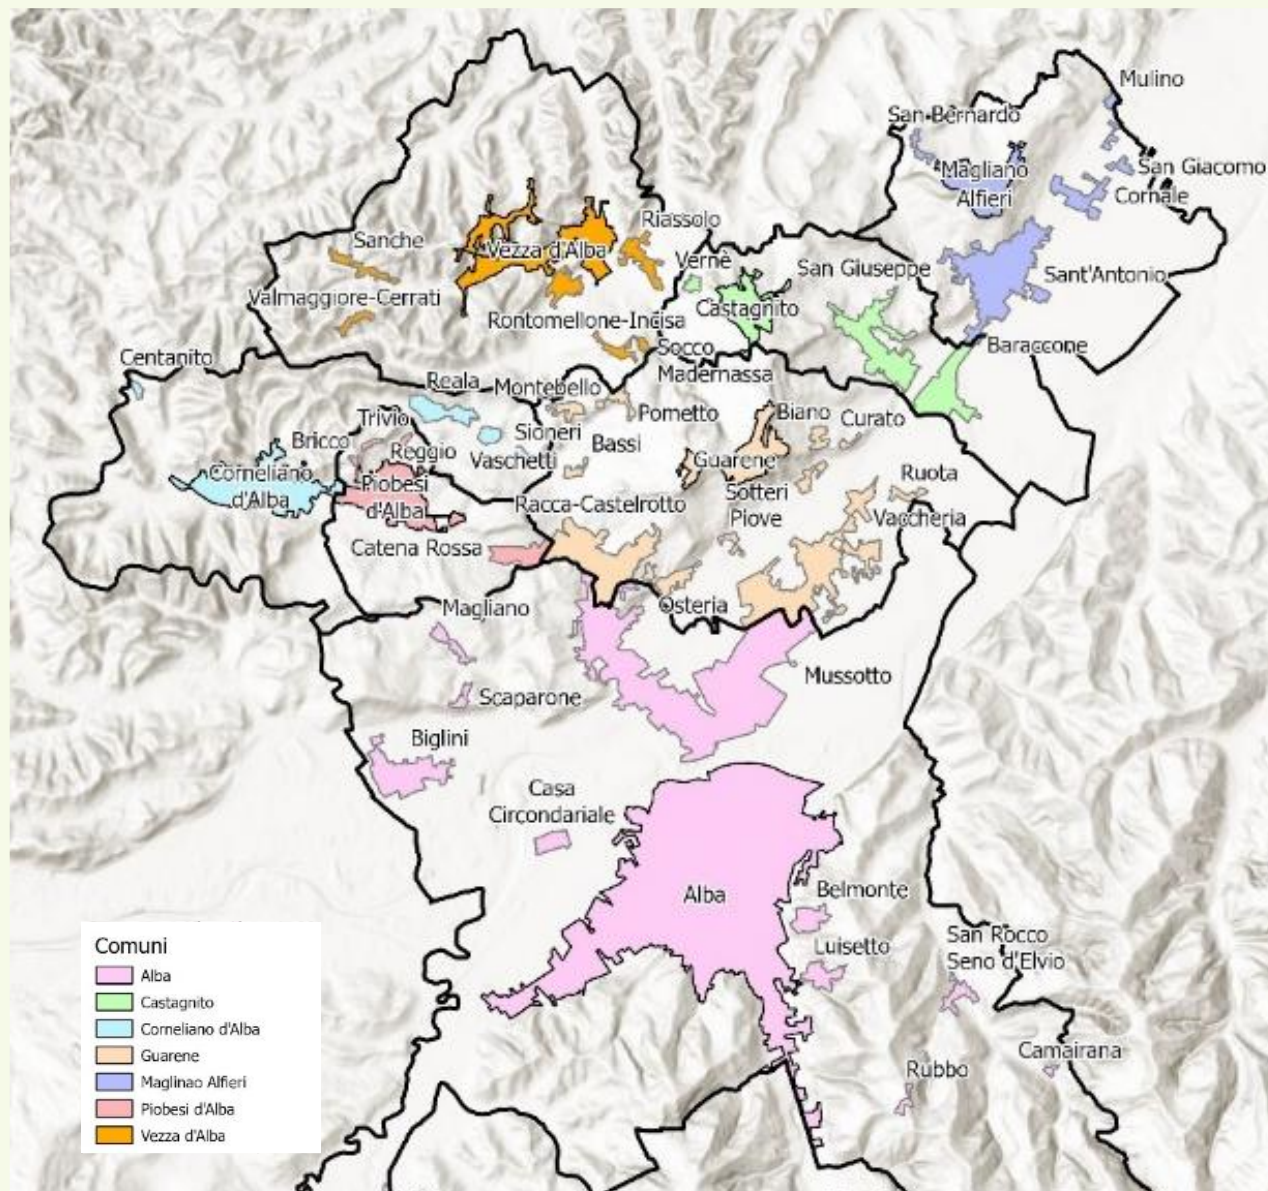 Mulino
San Bernardo
Magliano
Alfieri
San Giacomo
Cornale
Riassolo
Sanche
Vezza d'Alba
Vernè
San Giuseppe
Sant'Antonio
Valmaggiore-Cerrati
Castagnito
Rontomellone-Incisa
Socco
Baraccone
Centanito
Madernassa
Reala
Montebello
Trivio
Pometto
Biano
Curato
Sioneri
Bricco
Reggio
Bassi
Vaschetti
Guarene
Corneliano
d'Alba
Piobesi
d'Alba
Ruota
Sotteri
Piove
Racca-Castelrotto
Vaccheria
Catena Rossa
Magliano
Osteria
Mussotto
Scaparone
Biglini
Casa
Circondariale
Alba
Belmonte
Luisetto
San Rocco
Seno d'Elvio
Camairana
Rubbo
Comuni
Alba
Castagnito
Corneliano d'Alba
Guarene
Maglinao Alfieri
Piobesi d'Alba
Vezza d'Alba